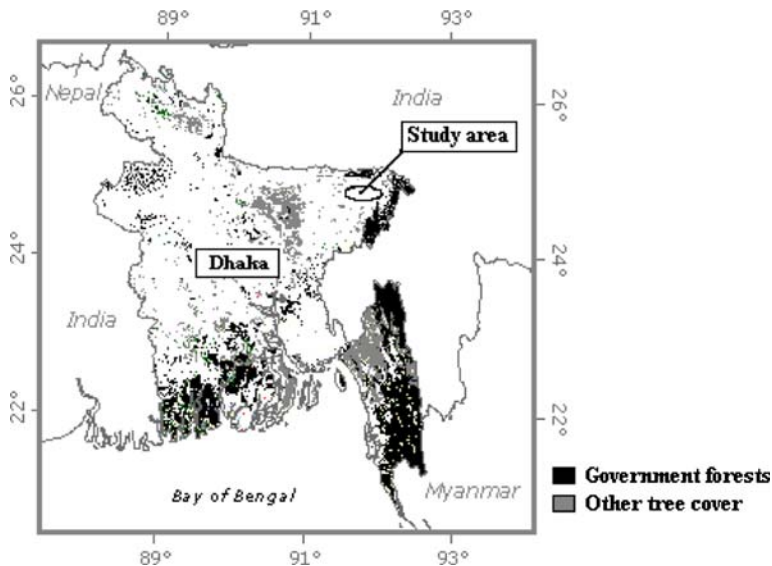 89° 91° 93°
26° Nepal India 26°
Study area
24° Dhaka 24°
India
22° 22°
Government forests
Bay of Bengal Myanmar
Other tree cover
89° 91° 93°